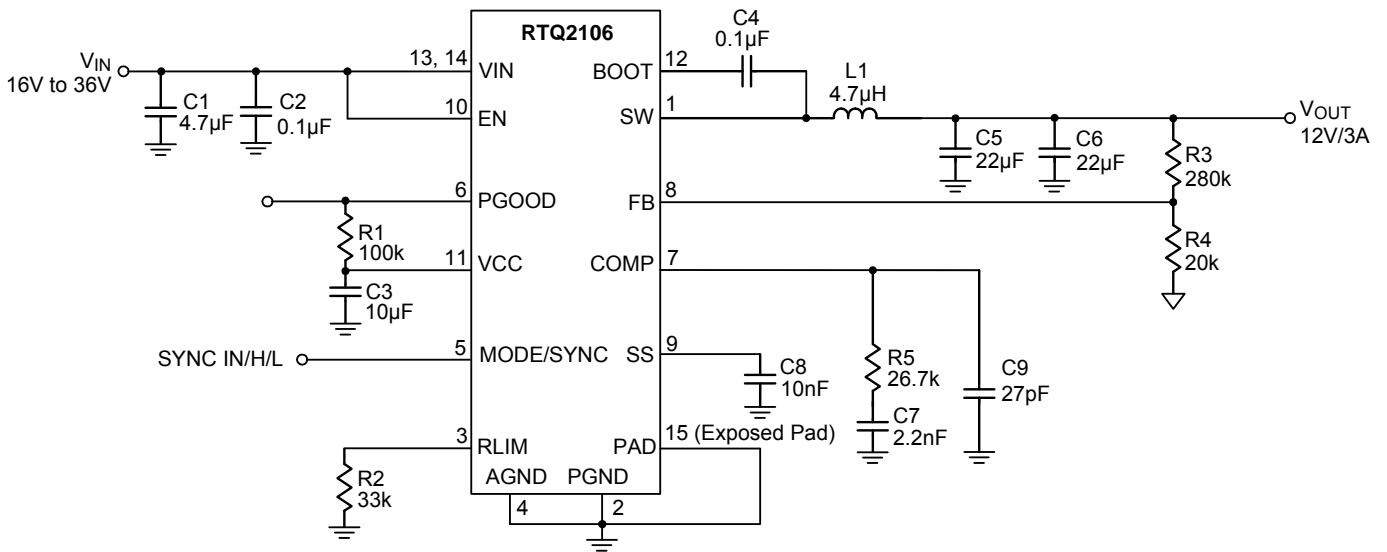 RTQ2106
VIN
16V to 36V
C1
4.7µF
C2
0.1µF
13, 14
VIN
10
EN
6
PGOOD
R1
100k
11
VCC
C3
10µF
SYNC IN/H/L
5
MODE/SYNC
3
RLIM
R2
33k
AGND
4
PGND
2
BOOT
12
C4
0.1µF
SW
1
L1
4.7µH
C5
22µF
C6
22µF
VOUT
12V/3A
R3
280k
FB
8
R4
20k
COMP
7
R5
26.7k
C7
2.2nF
C9
27pF
SS
9
C8
10nF
PAD
15 (Exposed Pad)